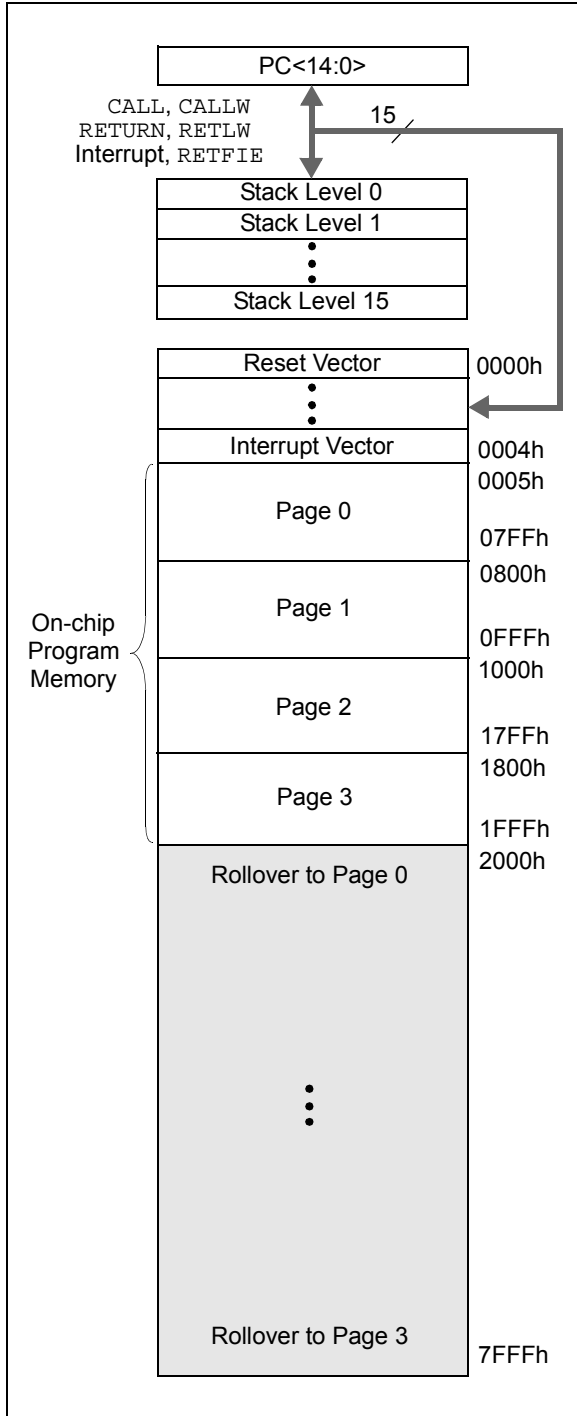 PC<14:0>
CALL, CALLW
RETURN, RETLW
Interrupt, RETFIE
15
Stack Level 0
Stack Level 1
Stack Level 15
Reset Vector
0000h
Interrupt Vector
0004h
0005h
Page 0
07FFh
0800h
Page 1
0FFFh
On-chip
Program
Memory
1000h
Page 2
17FFh
1800h
Page 3
1FFFh
2000h
Rollover to Page 0
Rollover to Page 3
7FFFh